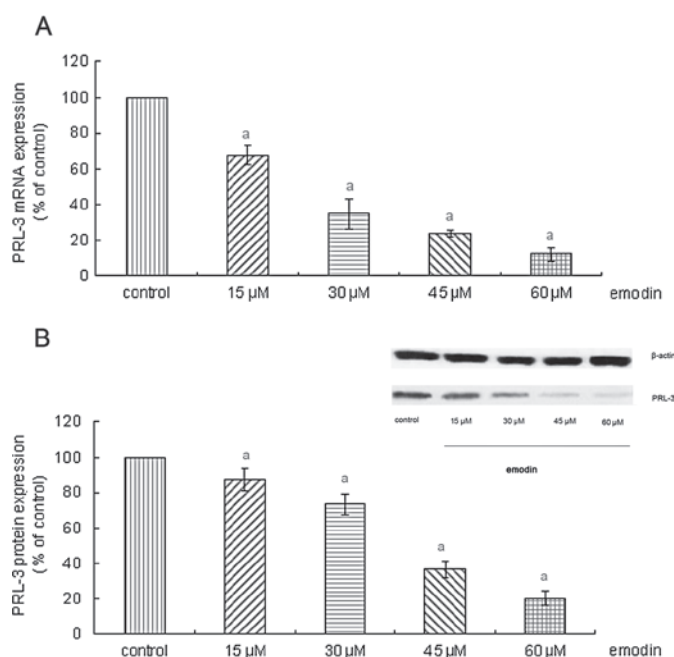 A
PRL-3 mRNA expression
( % of control)
120
100
80
60
40
20
0
a
a
a
a
control 15 μM 30 μM 45 μM 60 μM emodin
B
β-actin
PRL-3
control 15 μM 30 μM 45 μM 60 μM
emodin
PRL-3 protein expression
(% of control)
120
100
80
60
40
20
0
a
a
a
a
control 15 μM 30 μM 45 μM 60 μM emodin